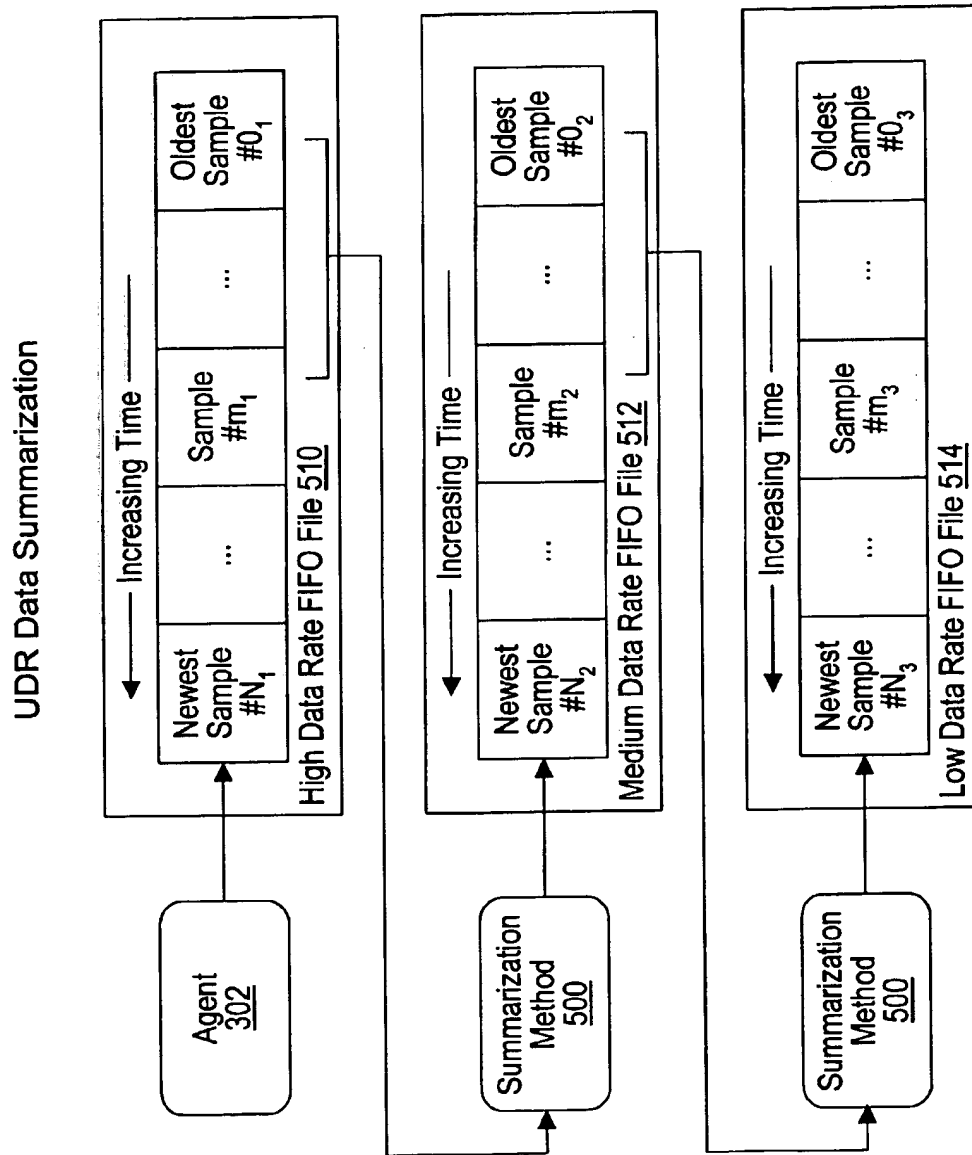 UDR Data Summarization
Agent
302
Increasing Time
Newest
Sample
#N₁
...
Sample
#m₁
...
Oldest
Sample
#0₁
High Data Rate FIFO File 510
Summarization
Method
500
Increasing Time
Newest
Sample
#N₂
...
Sample
#m₂
...
Oldest
Sample
#0₂
Medium Data Rate FIFO File 512
Summarization
Method
500
Increasing Time
Newest
Sample
#N₃
...
Sample
#m₃
...
Oldest
Sample
#0₃
Low Data Rate FIFO File 514